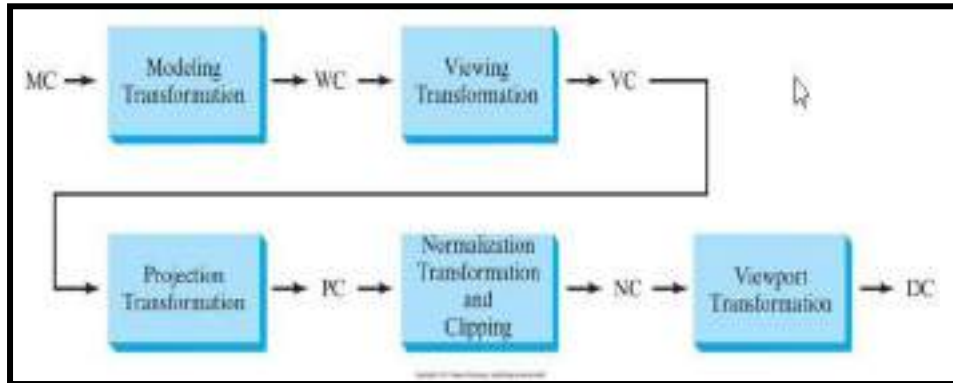 MC
Modeling
Transformation
WC
Viewing
Transformation
VC
Projection
Transformation
PC
Normalization
Transformation
and
Clipping
NC
Viewport
Transformation
DC